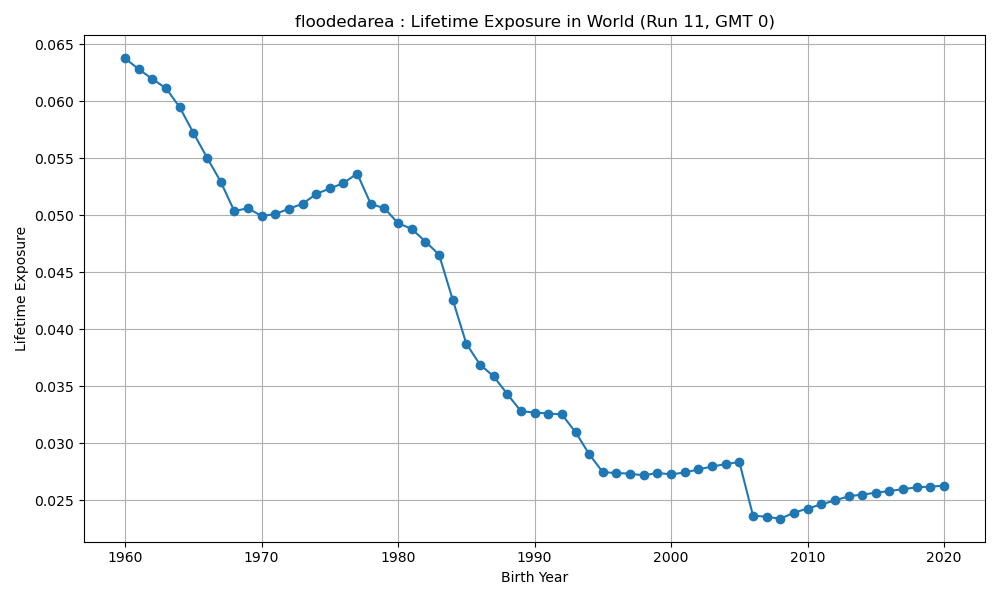 floodedarea : Lifetime Exposure in World (Run 11, GMT 0)
0.065
0.060
0.055
0.050
0.045
0.040
0.035
0.030
0.025
Lifetime Exposure
1960 1970 1980 1990 2000 2010 2020
Birth Year